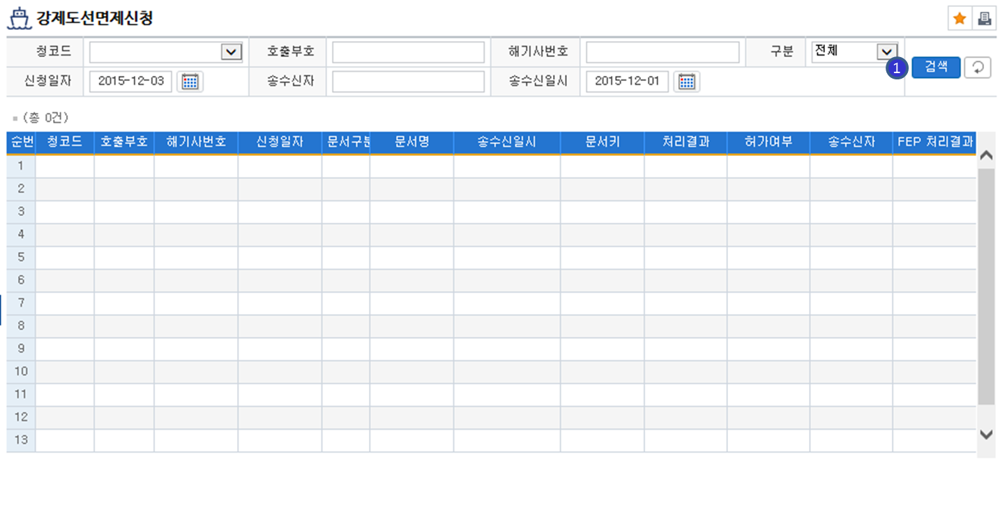 강제도선면제신청
청코드 호출부호 해기사번호 구분 전체
1 검색
신청일자 2015-12-03 송수신자 송수신일시 2015-12-01
(총 0건)
순번 청코드 호출부호 해기사번호 신청일자 문서구분 문서명 송수신일시 문서키 처리결과 허가여부 송수신자 FEP 처리결과
1
2
3
4
5
6
7
8
9
10
11
12
13